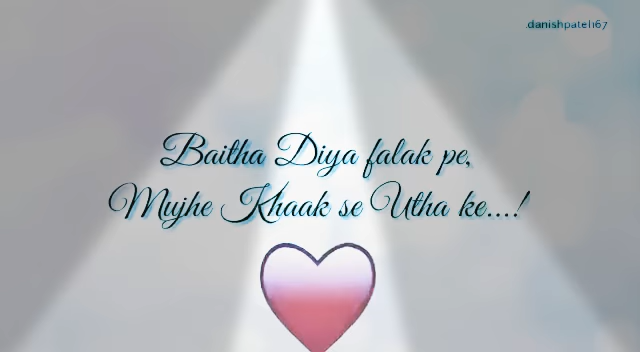 .danishpatel167
Baitha Diya falak pe,
Mujhe Khaak se Utha ke...!